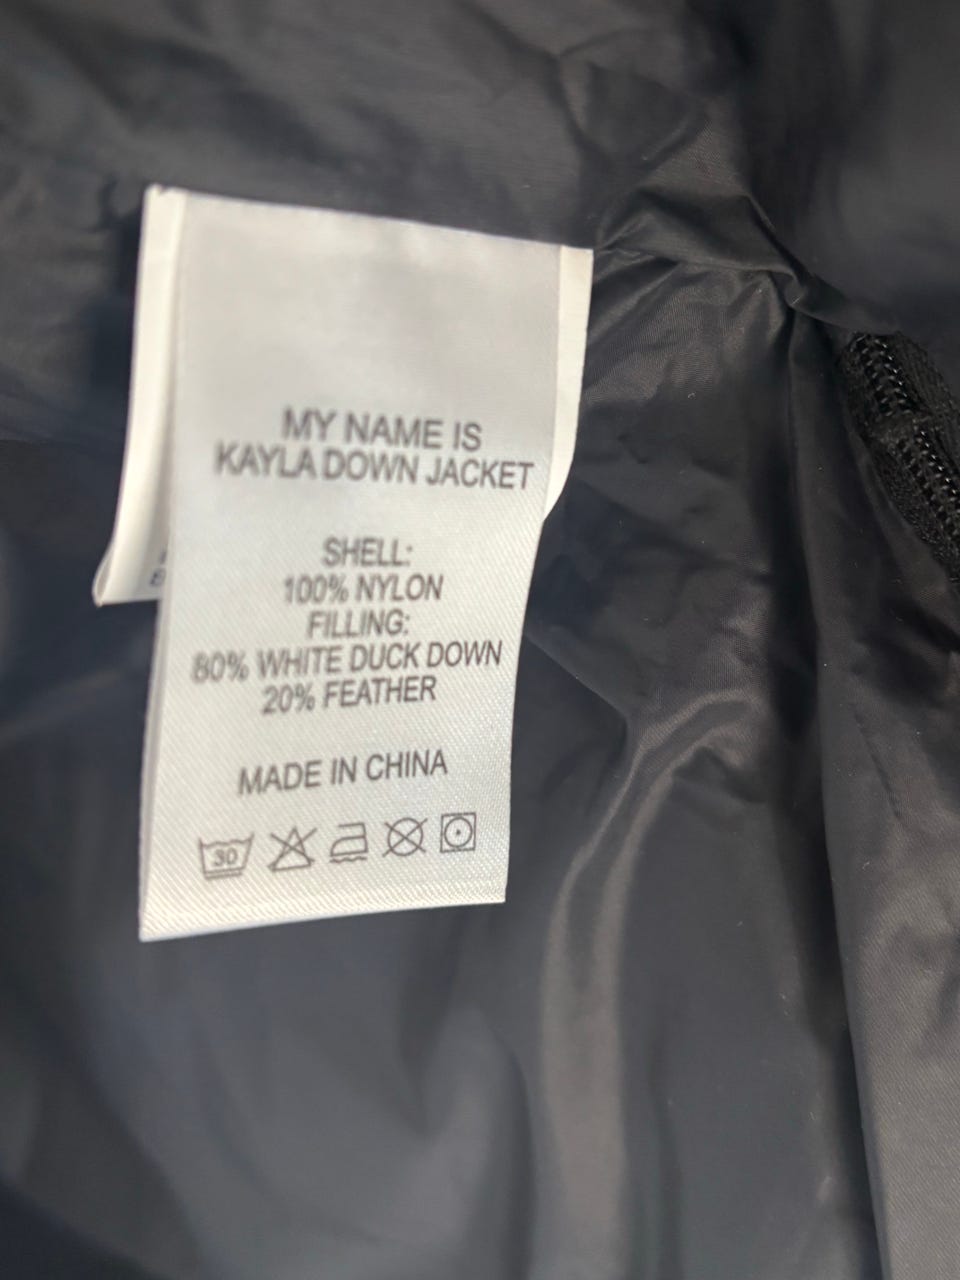 MY NAME IS
KAYLA DOWN JACKET
SHELL:
100% NYLON
FILLING:
80% WHITE DUCK DOWN
20% FEATHER
MADE IN CHINA
30